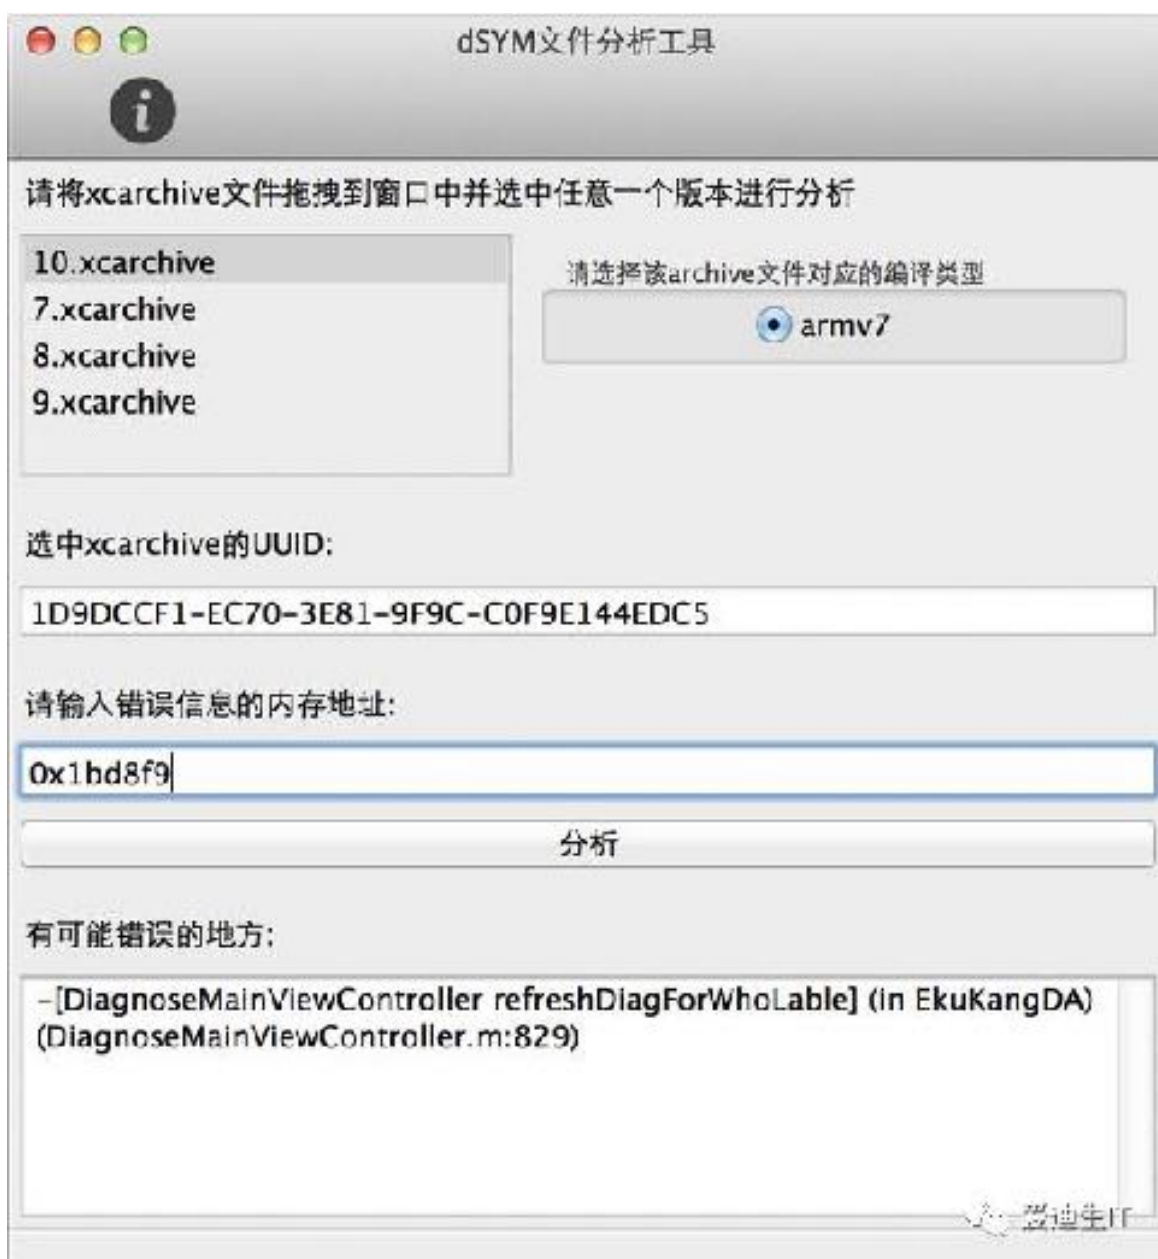 dSYM文件分析工具
i
请将xcarchive文件拖拽到窗口中并选中任意一个版本进行分析
10.xcarchive
7.xcarchive
8.xcarchive
9.xcarchive
请选择该archive文件对应的编译类型
armv7
选中xcarchive的UUID:
1D9DCCF1-EC70-3E81-9F9C-C0F9E144EDC5
请输入错误信息的内存地址:
0x1bd8f9
分析
有可能错误的地方:
-[DiagnoseMainViewController refreshDiagForWhoLable] (in EkuKangDA)
(DiagnoseMainViewController.m:829)
爱迪生IT